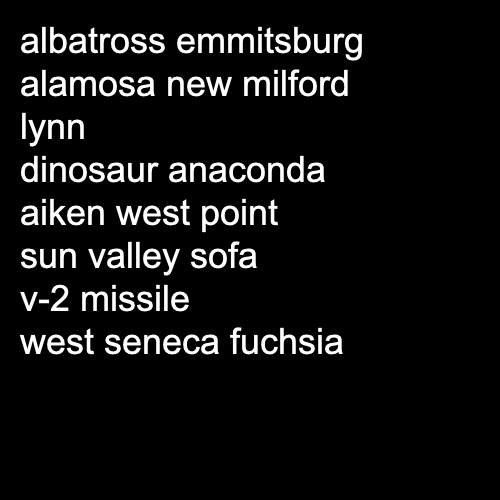 albatross emmitsburg
alamosa new milford
lynn
dinosaur anaconda
aiken west point
sun valley sofa
v-2 missile
west seneca fuchsia